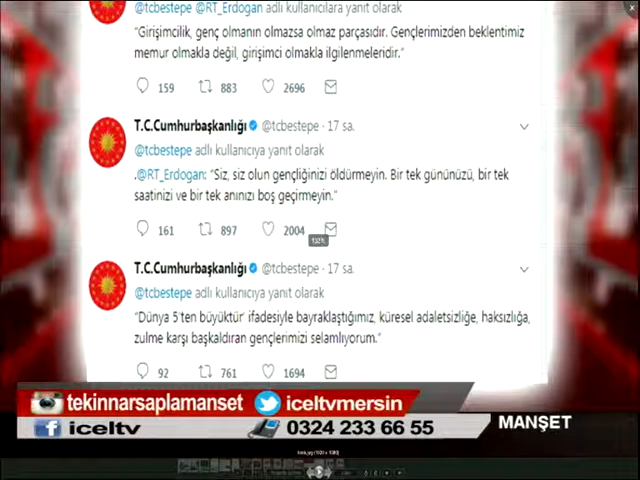 @tcbestepe @RT_Erdogan adlı kullanıcılara yanıt olarak
"Girişimcilik, genç olmanın olmazsa olmaz parçasıdır. Gençlerimizden beklentimiz
memur olmakla değil, girişimci olmakla ilgilenmeleridir."
159 883 2696
T.C.Cumhurbaşkanlığı @tcbestepe · 17 sa.
@tcbestepe adlı kullanıcıya yanıt olarak
.@RT_Erdogan: "Siz, siz olun gençliğinizi öldürmeyin. Bir tek gününüzü, bir tek
saatinizi ve bir tek anınızı boş geçirmeyin."
161 897 2004
T.C.Cumhurbaşkanlığı @tcbestepe · 17 sa.
@tcbestepe adlı kullanıcıya yanıt olarak
"Dünya 5'ten büyüktür' ifadesiyle bayraklaştığımız, küresel adaletsizliğe, haksızlığa,
zulme karşı başkaldıran gençlerimizi selamlıyorum."
92 761 1694
tekinnarsaplamanset iceltvmersin
iceltv 0324 233 66 55 MANŞET